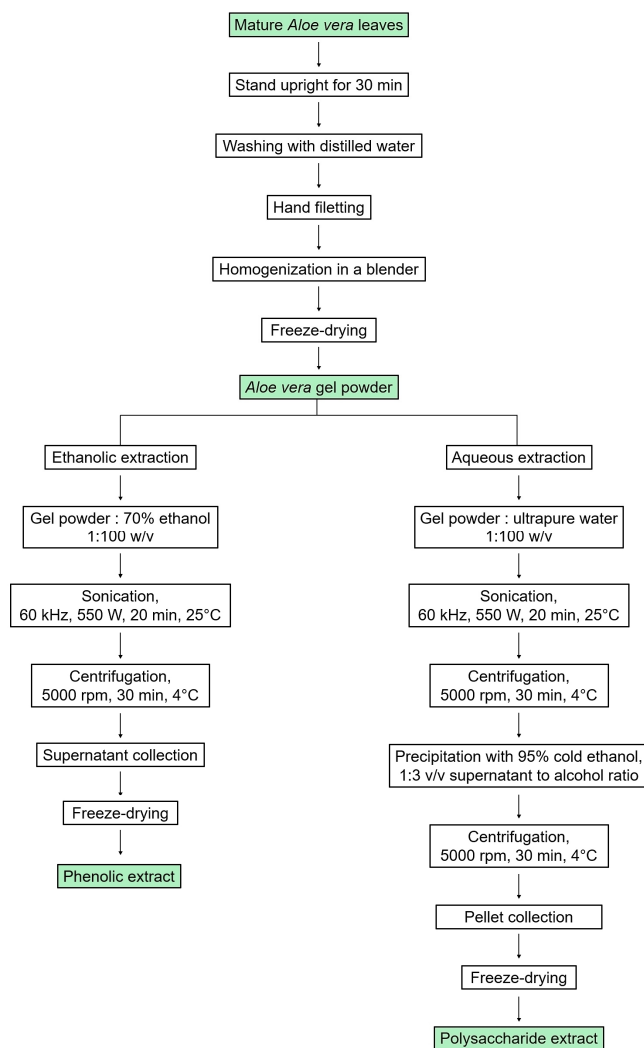 Mature Aloe vera leaves
Stand upright for 30 min
Washing with distilled water
Hand filetting
Homogenization in a blender
Freeze-drying
Aloe vera gel powder
Ethanolic extraction
Gel powder : 70% ethanol
1:100 w/v
Sonication,
60 kHz, 550 W, 20 min, 25°C
Centrifugation,
5000 rpm, 30 min, 4°C
Supernatant collection
Freeze-drying
Phenolic extract
Aqueous extraction
Gel powder : ultrapure water
1:100 w/v
Sonication,
60 kHz, 550 W, 20 min, 25°C
Centrifugation,
5000 rpm, 30 min, 4°C
Precipitation with 95% cold ethanol,
1:3 v/v supernatant to alcohol ratio
Centrifugation,
5000 rpm, 30 min, 4°C
Pellet collection
Freeze-drying
Polysaccharide extract